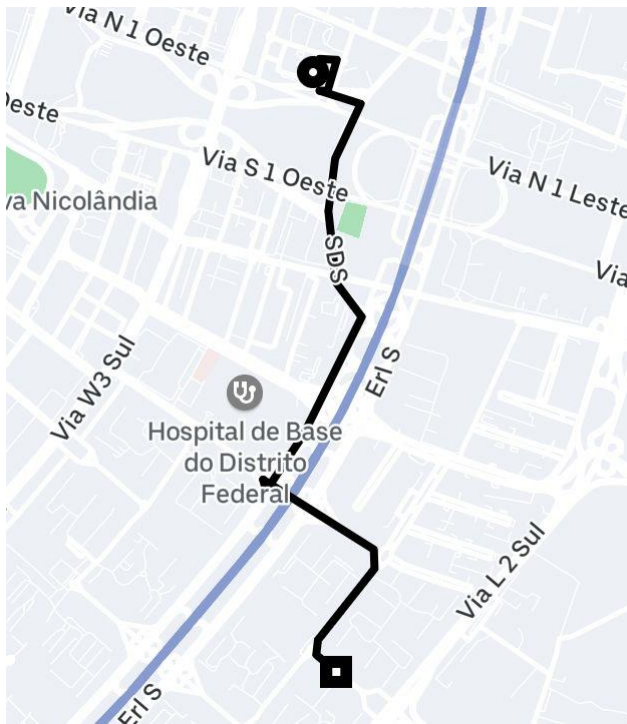 Via N 1 Oeste
Oeste
Via S 1 Oeste
Via N 1 Leste
va Nicolândia
SDS
Via
Via W3 Sul
Erl S
Hospital de Base
do Distrito
Federal
Via L 2 Sul
Erl S